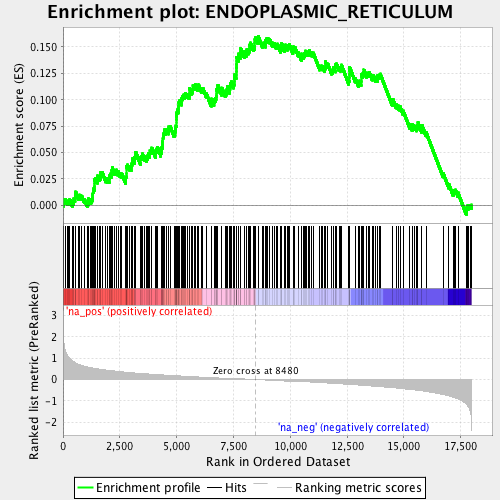 Enrichment plot: ENDOPLASMIC_RETICULUM
Enrichment score (ES)
0.150
0.125
0.100
0.075
0.050
0.025
0.000
Ranked list metric (PreRanked)
3
2
1
0
-1
-2
'na_pos' (positively correlated)
Zero cross at 8480
'na_neg' (negatively correlated)
0
2,500
5,000
7,500
10,000
12,500
15,000
17,500
Rank in Ordered Dataset
Enrichment profile
Hits
Ranking metric scores